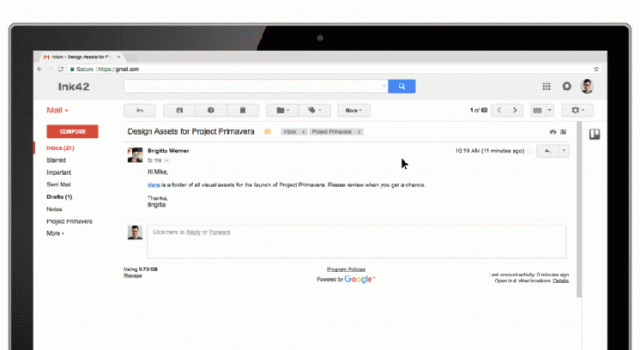 Inbox - Design Assets for P
Secure | https://gmail.com
Ink42
Mail
More
1 of 
COMPOSE
Design Assets for Project Primavera
Inbox x
Project Primavera x
Inbox (21)
Starred
Important
Sent Mail
Drafts (1)
Notes
Project Primavera
More
Brigitta Werner
to me
10:19 AM (11 minutes ago)
Hi Mike,
Here is a folder of all visual assets for the launch of Project Primavera. Please review when you get a chance.
Thanks,
Brigitta
Click here to Reply or Forward
Using 0.72 GB
Manage
Program Policies
Powered by Google™
Last account activity: 0 minutes ago
Open in 4 other locations Details